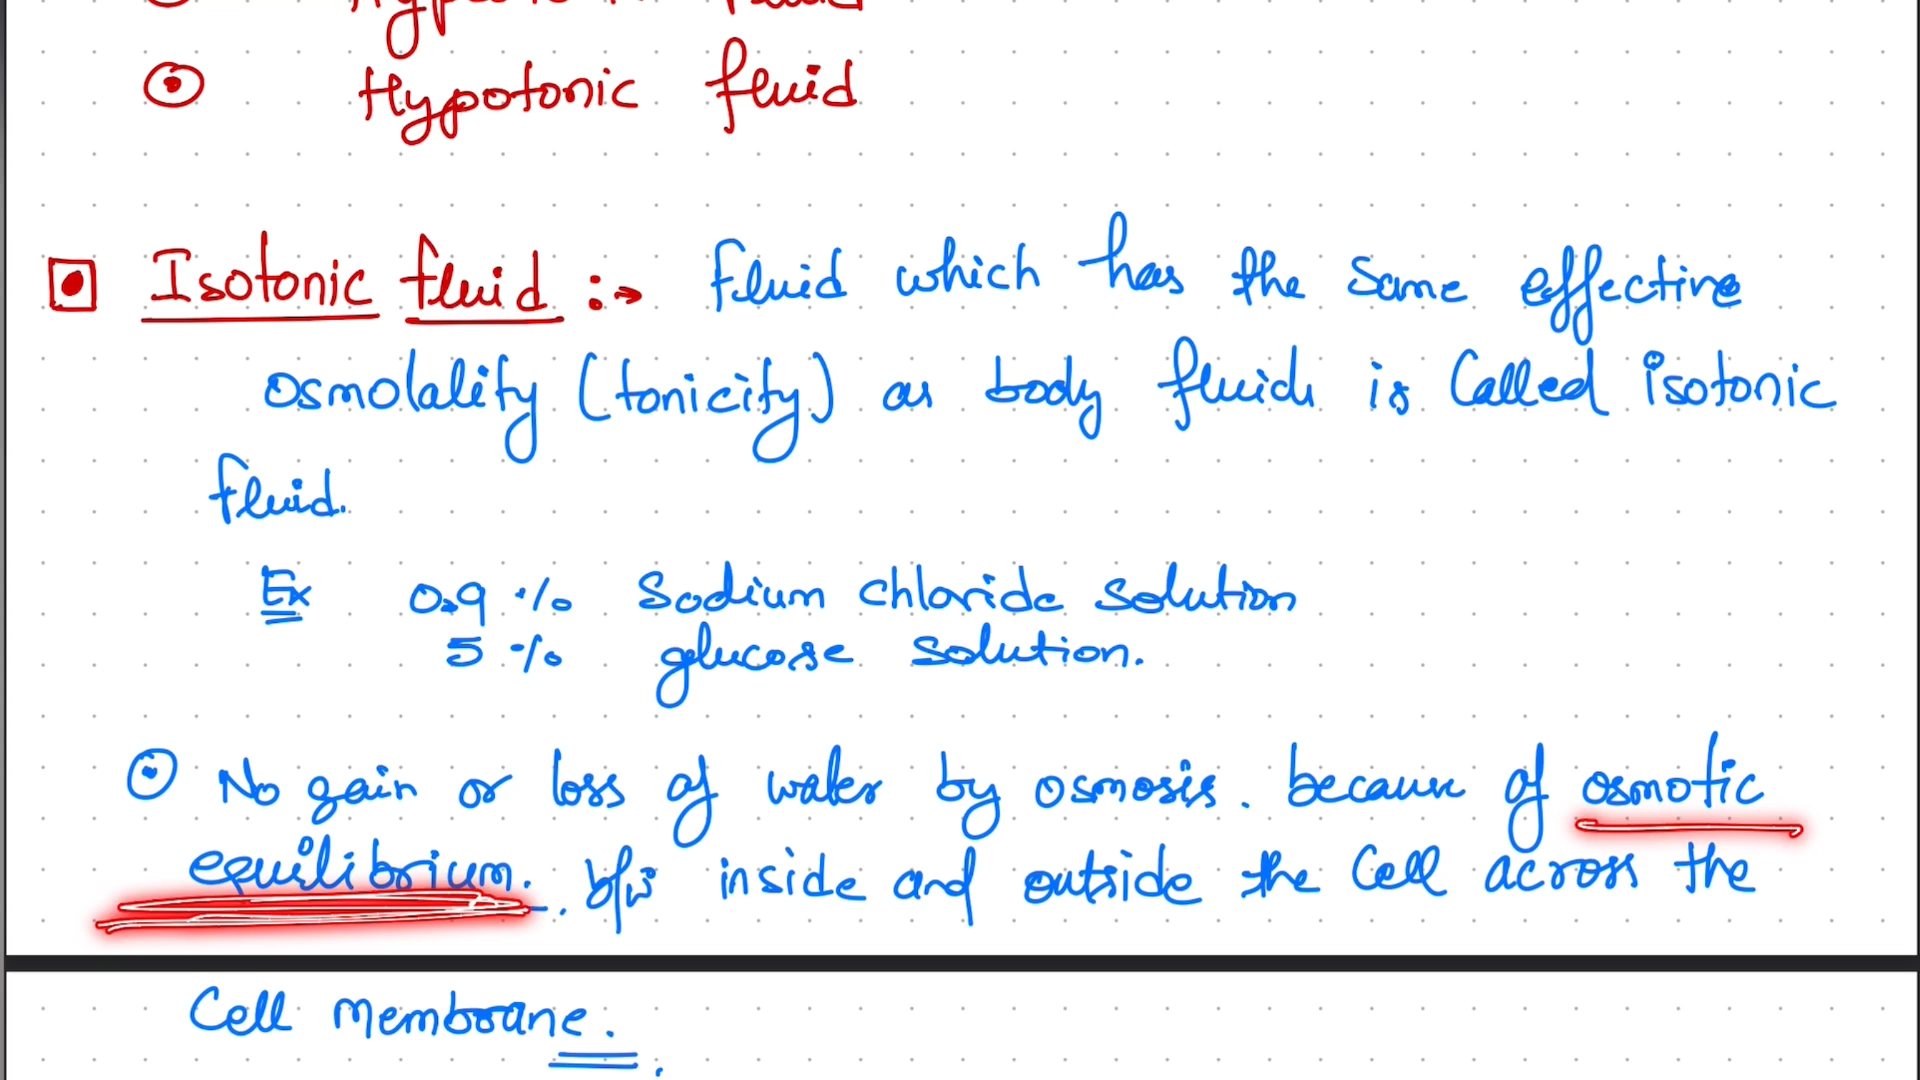 Hypotonic fluid
Isotonic fluid :→ fluid which has the same effective
osmolality (tonicity) as body fluids is Called isotonic
fluid.
Ex 0.9 % Sodium chloride solution
5 % glucose solution.
No gain or loss of water by osmosis. because of osmotic
equilibrium. b/w inside and outside the Cell across the
Cell membrane.